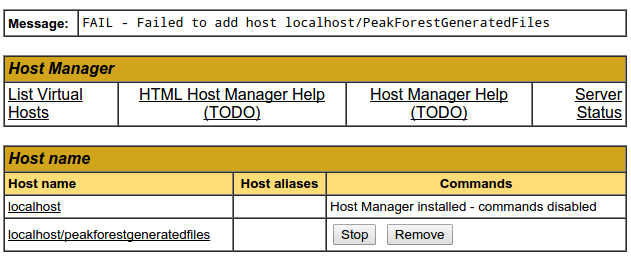 Message: FAIL - Failed to add host localhost/PeakForestGeneratedFiles
Host Manager
List Virtual Hosts HTML Host Manager Help (TODO) Host Manager Help (TODO) Server Status
Host name
Host name Host aliases Commands
localhost Host Manager installed - commands disabled
localhost/peakforestgeneratedfiles Stop Remove